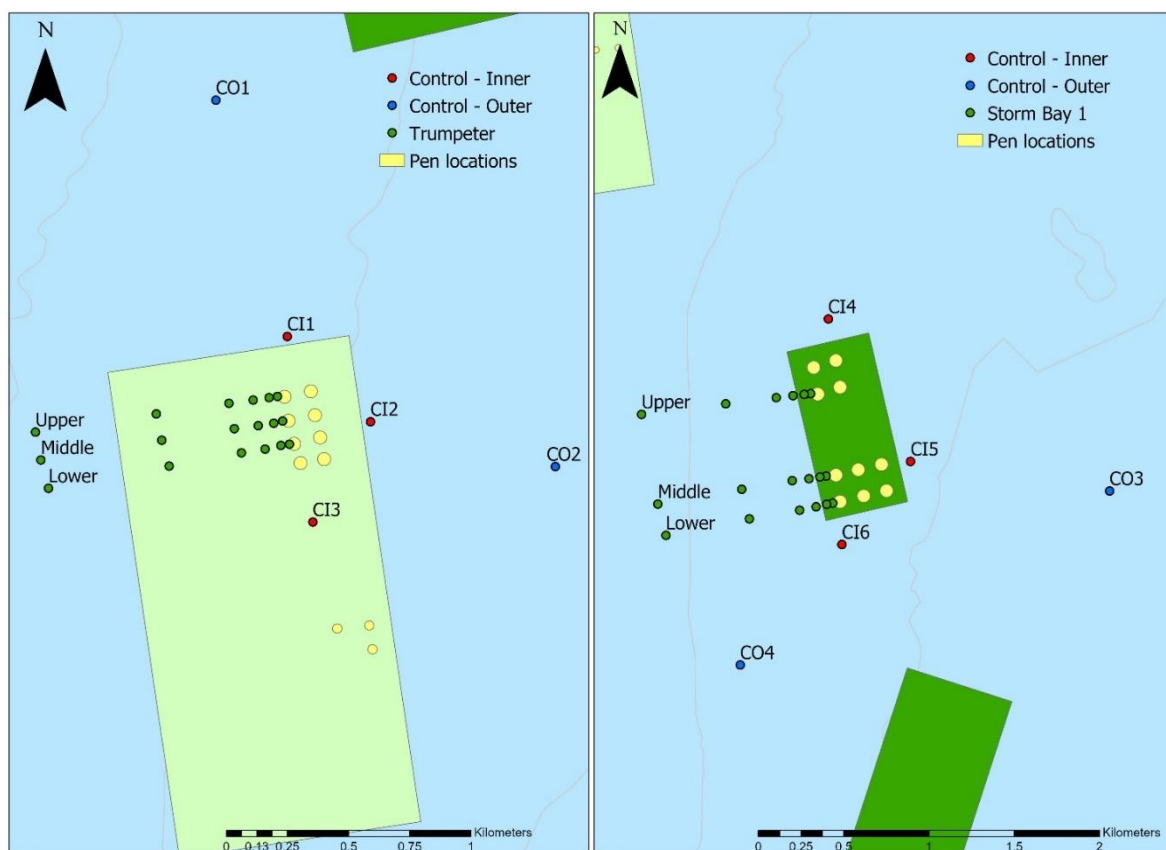 N
Control - Inner
Control - Outer
Trumpeter
Pen locations
CO1
CI1
CI2
CO2
CI3
Upper
Middle
Lower
Kilometers
0 0.13 0.25 0.5 0.75 1
N
Control - Inner
Control - Outer
Storm Bay 1
Pen locations
CI4
Upper
CI5
CO3
Middle
Lower
CI6
CO4
Kilometers
0 0.25 0.5 1 1.5 2